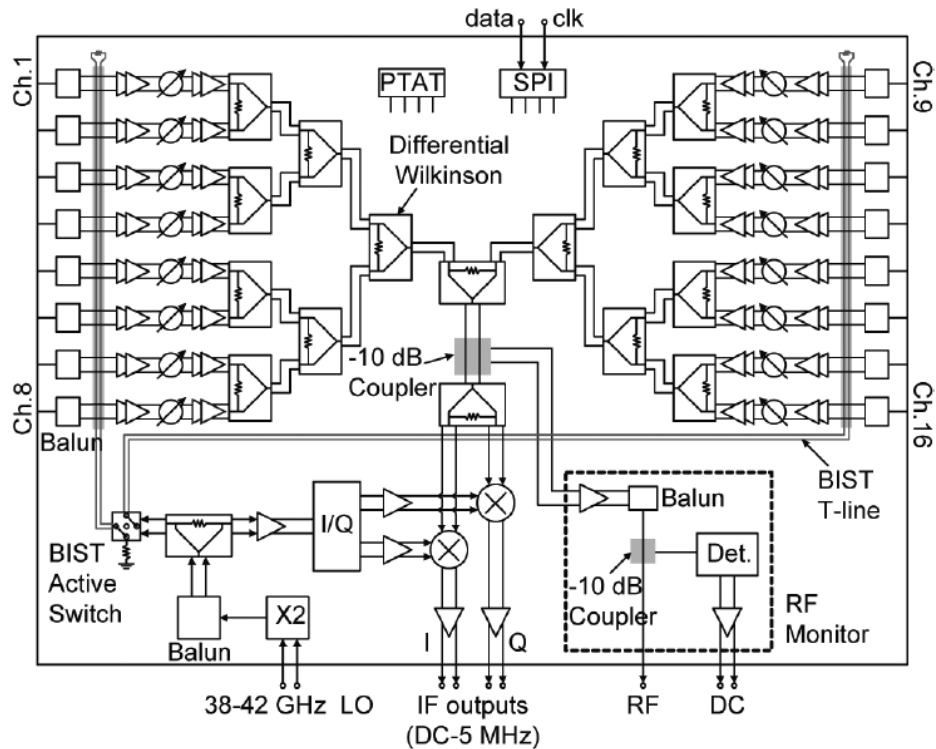 data clk
Ch.1
PTAT
SPI
Ch.9
Differential
Wilkinson
-10 dB
Coupler
Ch.8
Balun
Ch.16
BIST
T-line
BIST
Active
Switch
I/Q
Balun
Det.
-10 dB
Coupler
RF
Monitor
X2
Balun
I
Q
38-42 GHz LO
IF outputs
(DC-5 MHz)
RF
DC